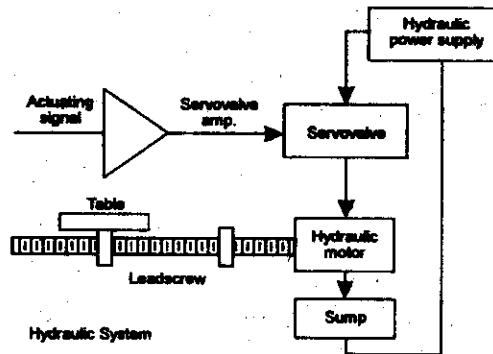 Hydraulic
power supply
Actuating
signal
Servovalve
amp.
Servovalve
Table
Hydraulic
motor
Leadscrew
Sump
Hydraulic System